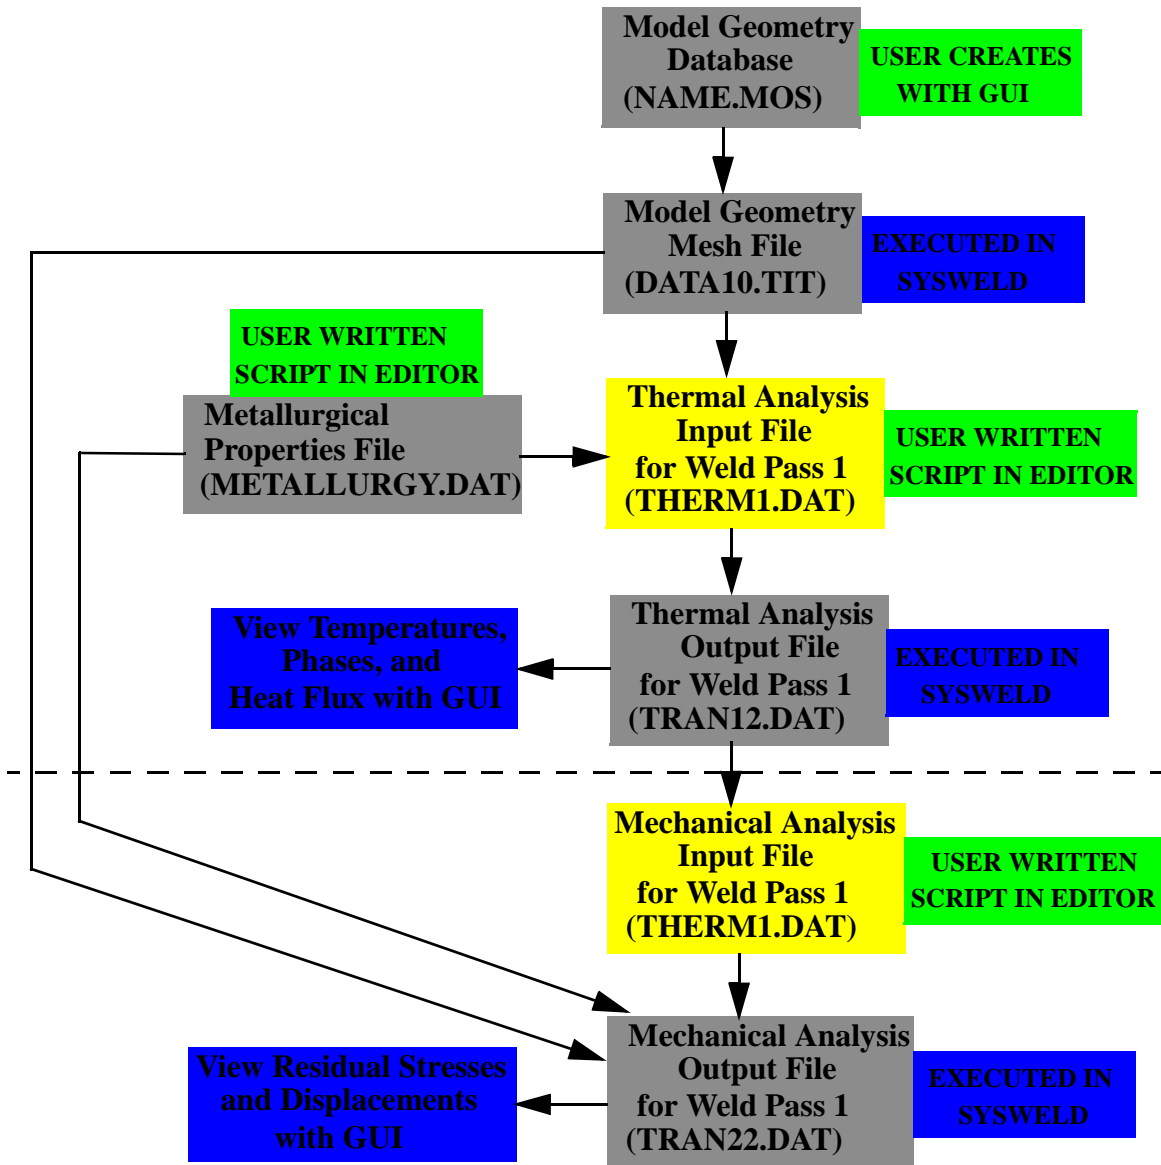 Model Geometry
Database
(NAME.MOS)
USER CREATES
WITH GUI
Model Geometry
Mesh File
(DATA10.TIT)
EXECUTED IN
SYSWELD
USER WRITTEN
SCRIPT IN EDITOR
Metallurgical
Properties File
(METALLURGY.DAT)
Thermal Analysis
Input File
for Weld Pass 1
(THERM1.DAT)
USER WRITTEN
SCRIPT IN EDITOR
Thermal Analysis
Output File
for Weld Pass 1
(TRAN12.DAT)
EXECUTED IN
SYSWELD
View Temperatures,
Phases, and
Heat Flux with GUI
Mechanical Analysis
Input File
for Weld Pass 1
(THERM1.DAT)
USER WRITTEN
SCRIPT IN EDITOR
Mechanical Analysis
Output File
for Weld Pass 1
(TRAN22.DAT)
EXECUTED IN
SYSWELD
View Residual Stresses
and Displacements
with GUI